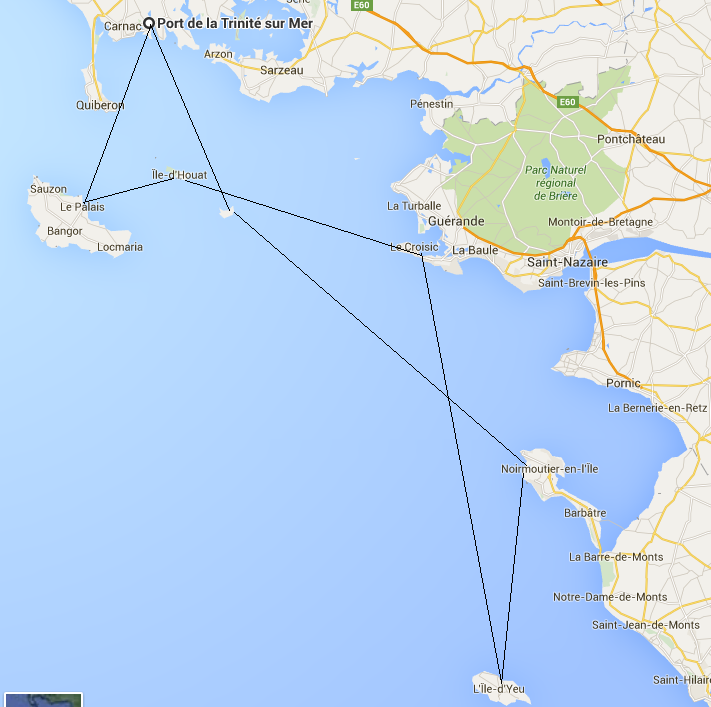 Séné
E60
Carnac
Port de la Trinité sur Mer
Arzon
Sarzeau
Quiberon
Pénestin
E60
Pontchâteau
Île-d'Houat
Parc Naturel
régional
de Brière
Sauzon
Le Palais
La Turballe
Guérande
Montoir-de-Bretagne
Bangor
Locmaria
Le Croisic
La Baule
Saint-Nazaire
Saint-Brevin-les-Pins
Pornic
La Bernerie-en-Retz
Noirmoutier-en-l'Île
Barbâtre
La Barre-de-Monts
Notre-Dame-de-Monts
Saint-Jean-de-Monts
L'Île-d'Yeu
Saint-Hilaire